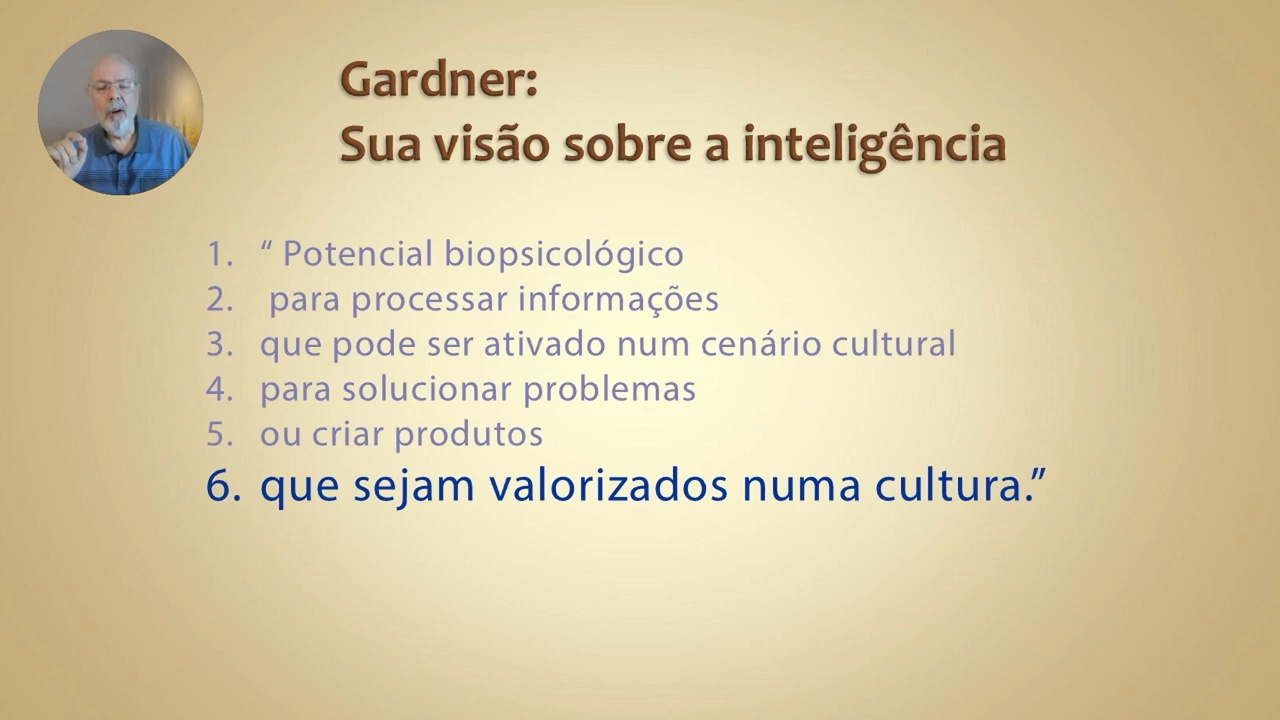 Gardner:
Sua visão sobre a inteligência
1. “ Potencial biopsicológico
2. para processar informações
3. que pode ser ativado num cenário cultural
4. para solucionar problemas
5. ou criar produtos
6. que sejam valorizados numa cultura.”